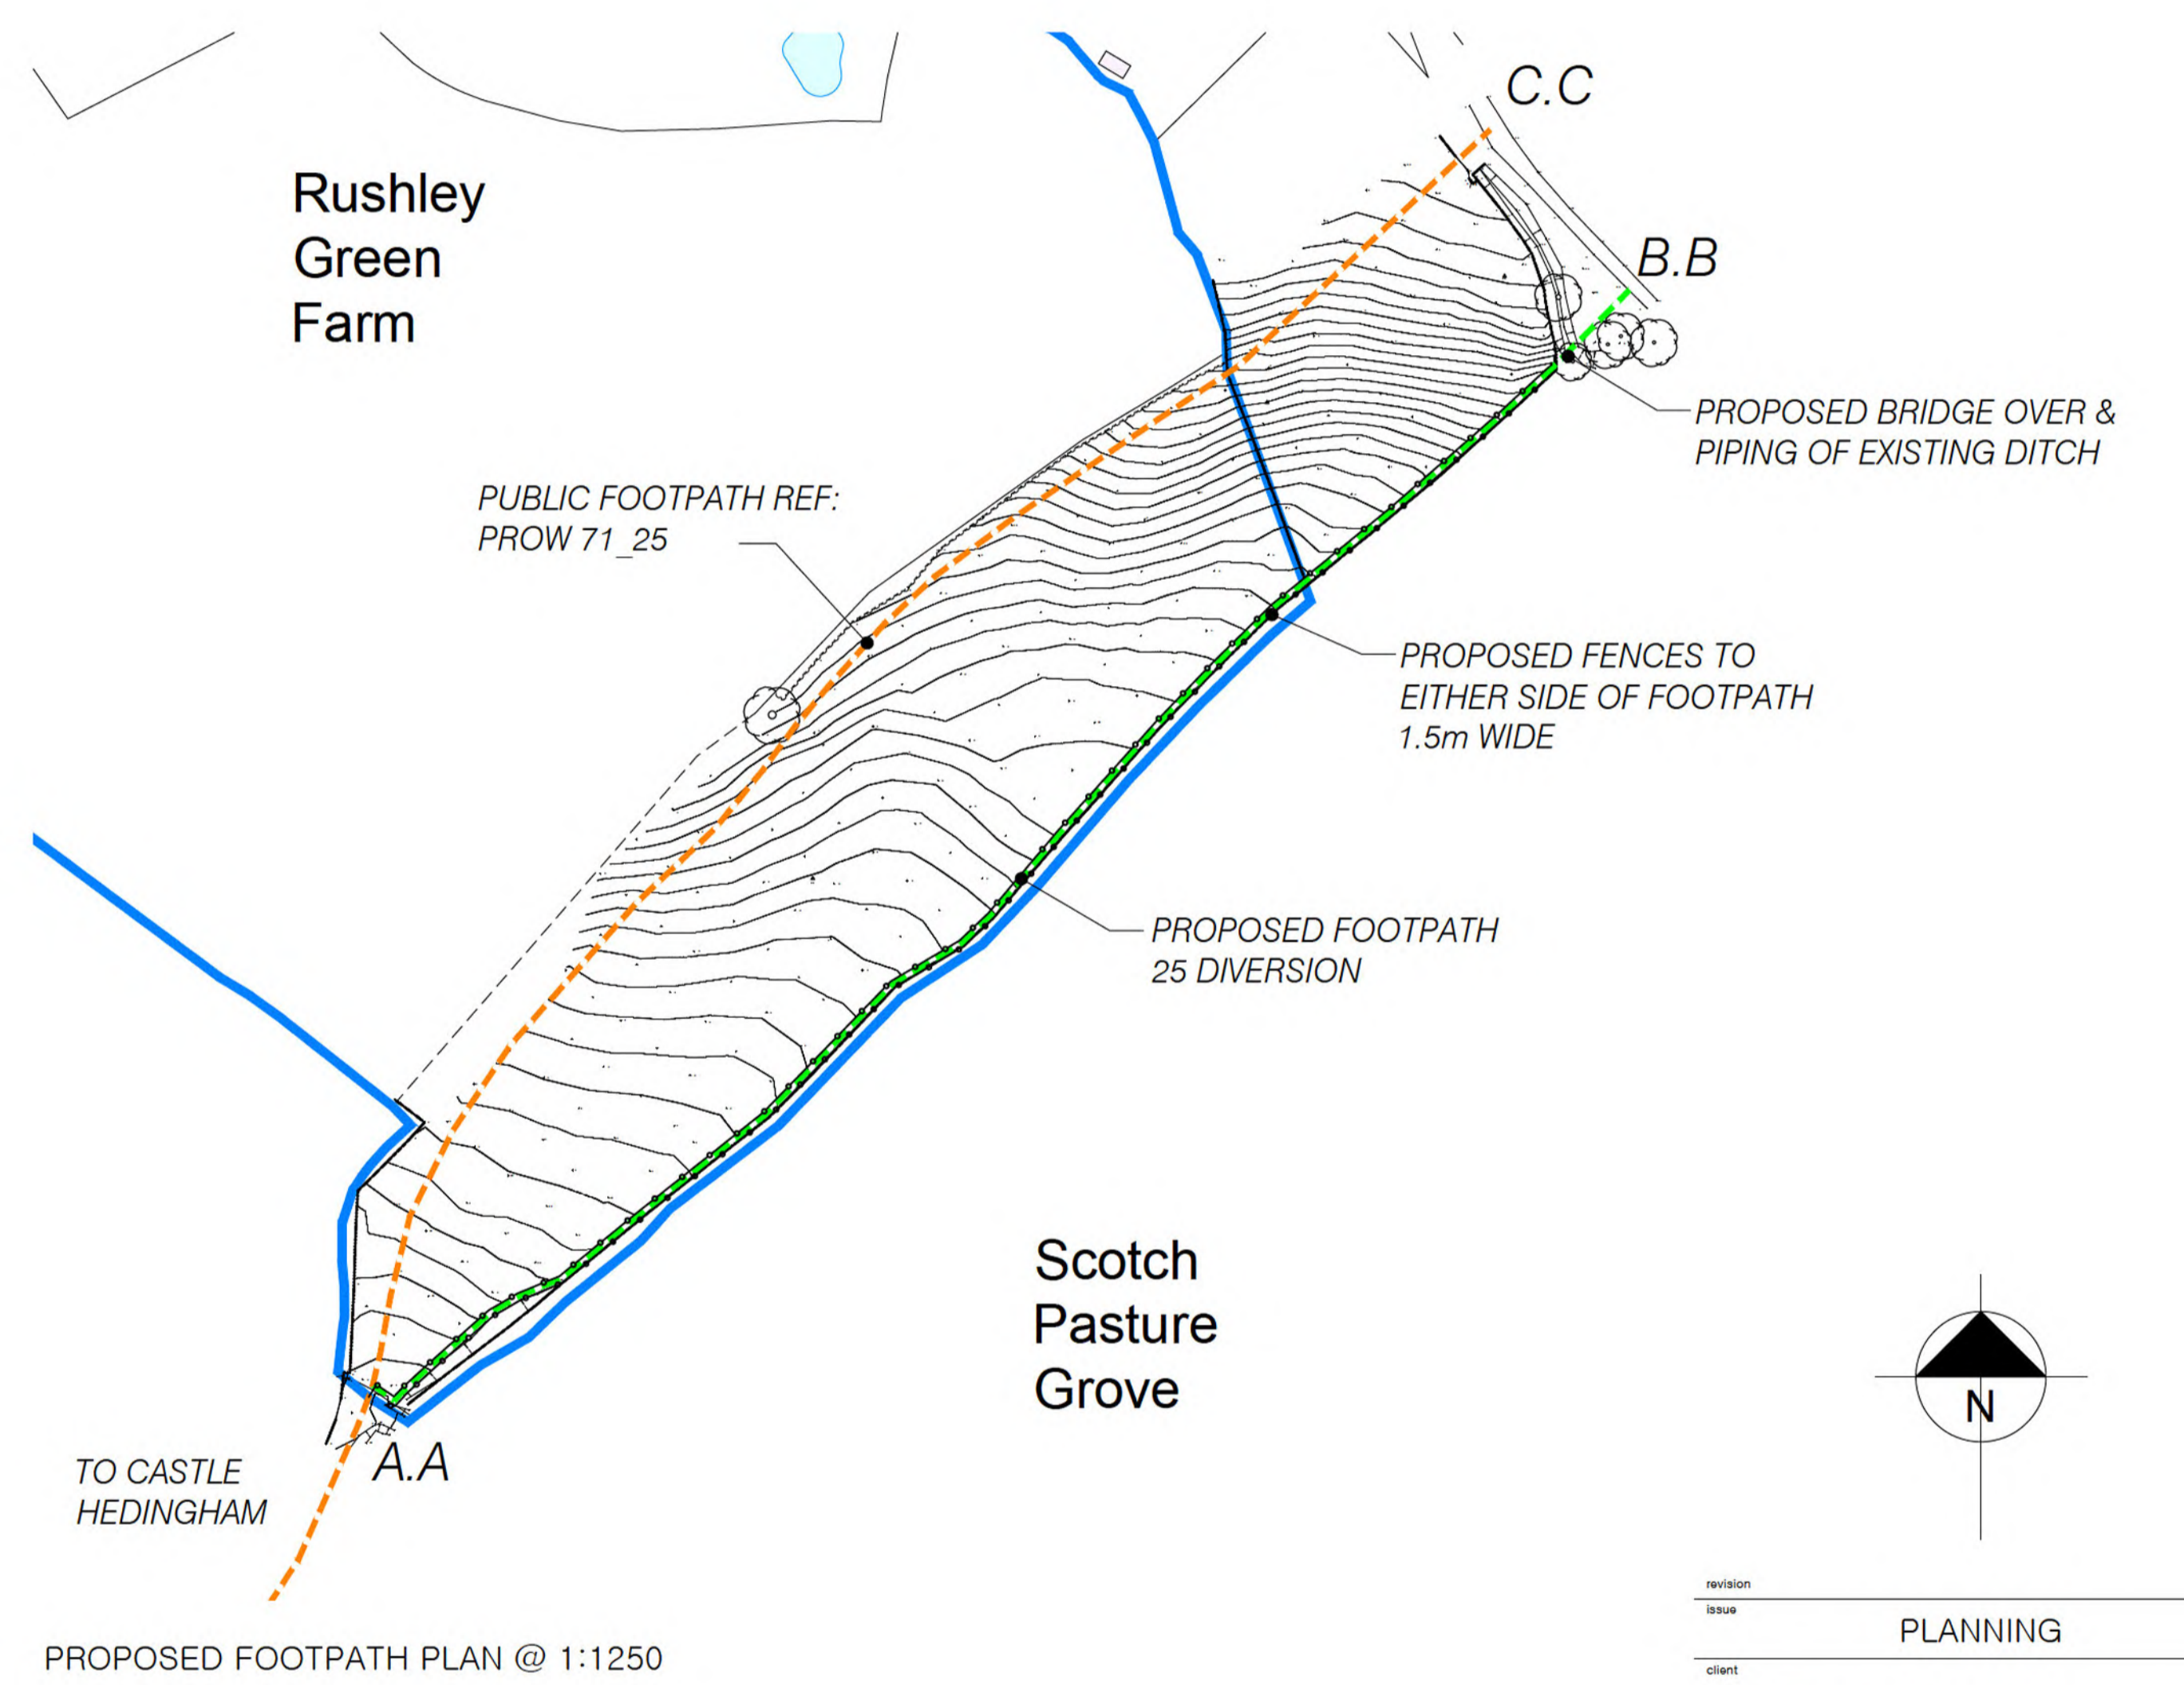 C.C
Rushley
Green
Farm
B.B
PROPOSED BRIDGE OVER &
PIPING OF EXISTING DITCH
PUBLIC FOOTPATH REF:
PROW 71_25
PROPOSED FENCES TO
EITHER SIDE OF FOOTPATH
1.5m WIDE
PROPOSED FOOTPATH
25 DIVERSION
Scotch
Pasture
Grove
N
A.A
TO CASTLE
HEDINGHAM
revision
issue
PLANNING
client
PROPOSED FOOTPATH PLAN @ 1:1250